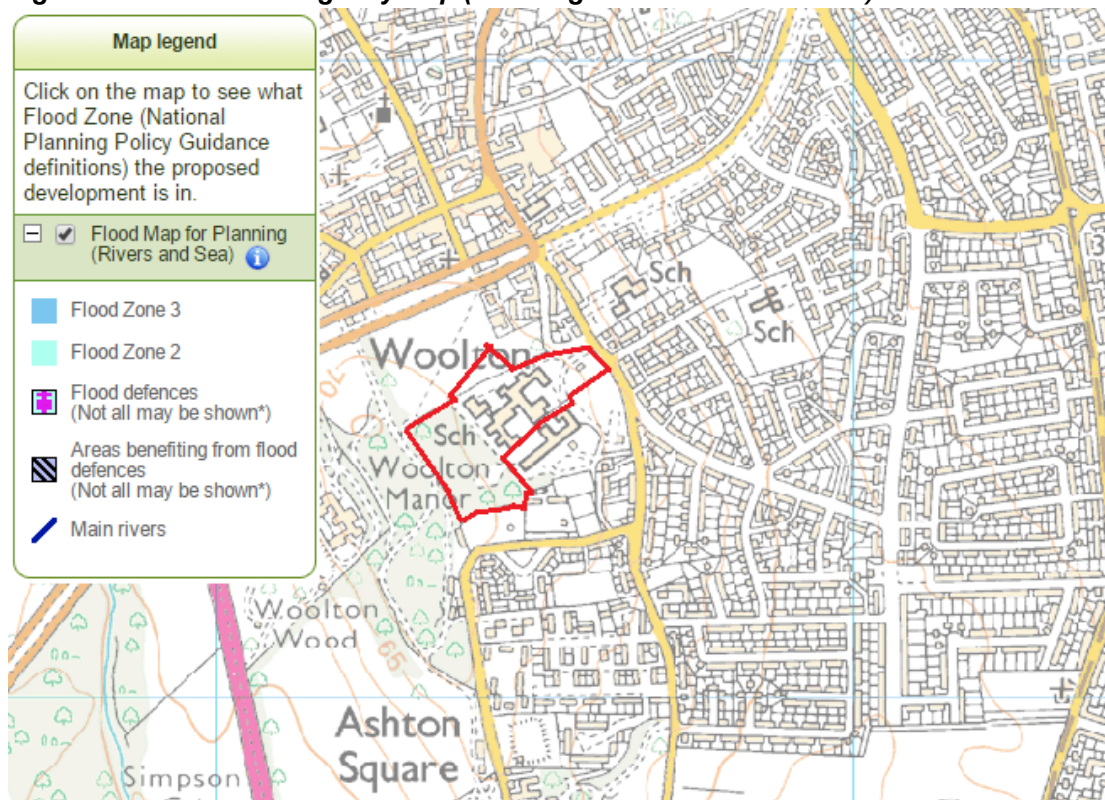 Map legend
Click on the map to see what
Flood Zone (National
Planning Policy Guidance
definitions) the proposed
development is in.
Flood Map for Planning
(Rivers and Sea)
Flood Zone 3
Flood Zone 2
Flood defences
(Not all may be shown*)
Areas benefiting from flood
defences
(Not all may be shown*)
Main rivers
Sch
Sch
Woolton
70
Sch
Woolton
Manor
Woolton
Wood
65
Ashton
Square
Simpson
3